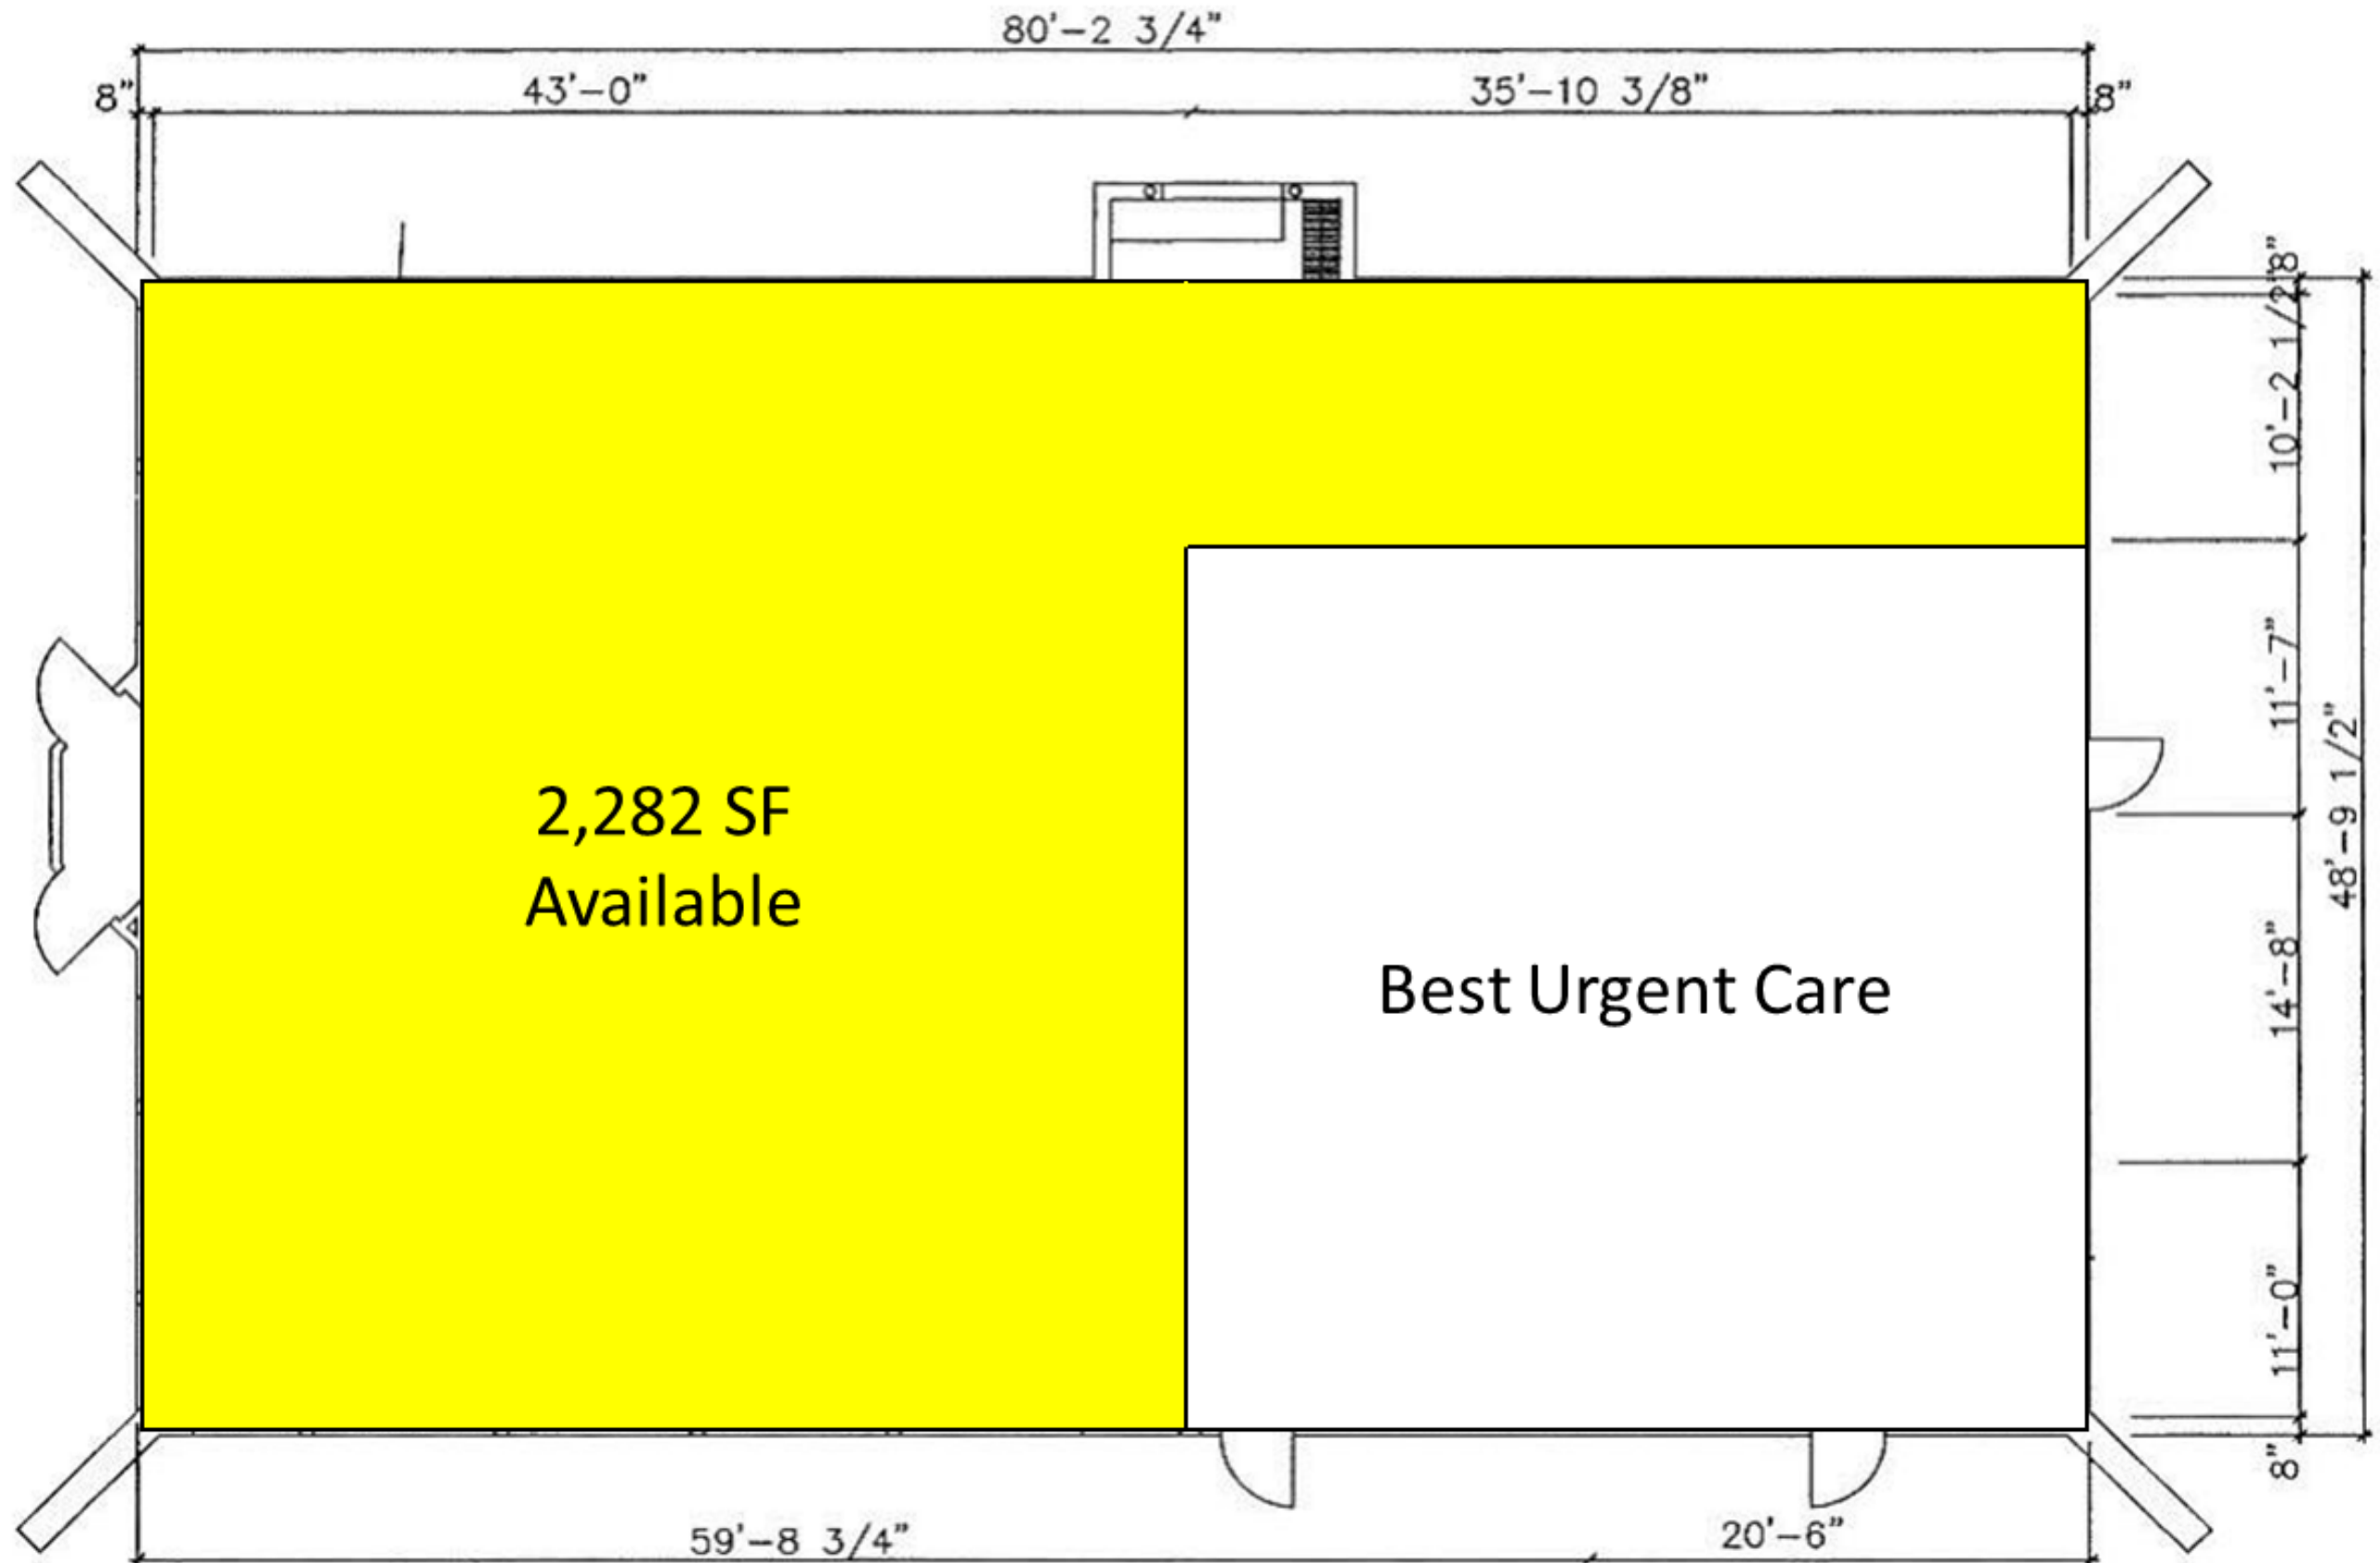 80'-2 3/4"
8" 43'-0" 35'-10 3/8" 8"
8"
10'-2 1/2"
11'-7"
2,282 SF
Available
48'-9 1/2"
14'-8"
Best Urgent Care
11'-0"
8"
59'-8 3/4" 20'-6"